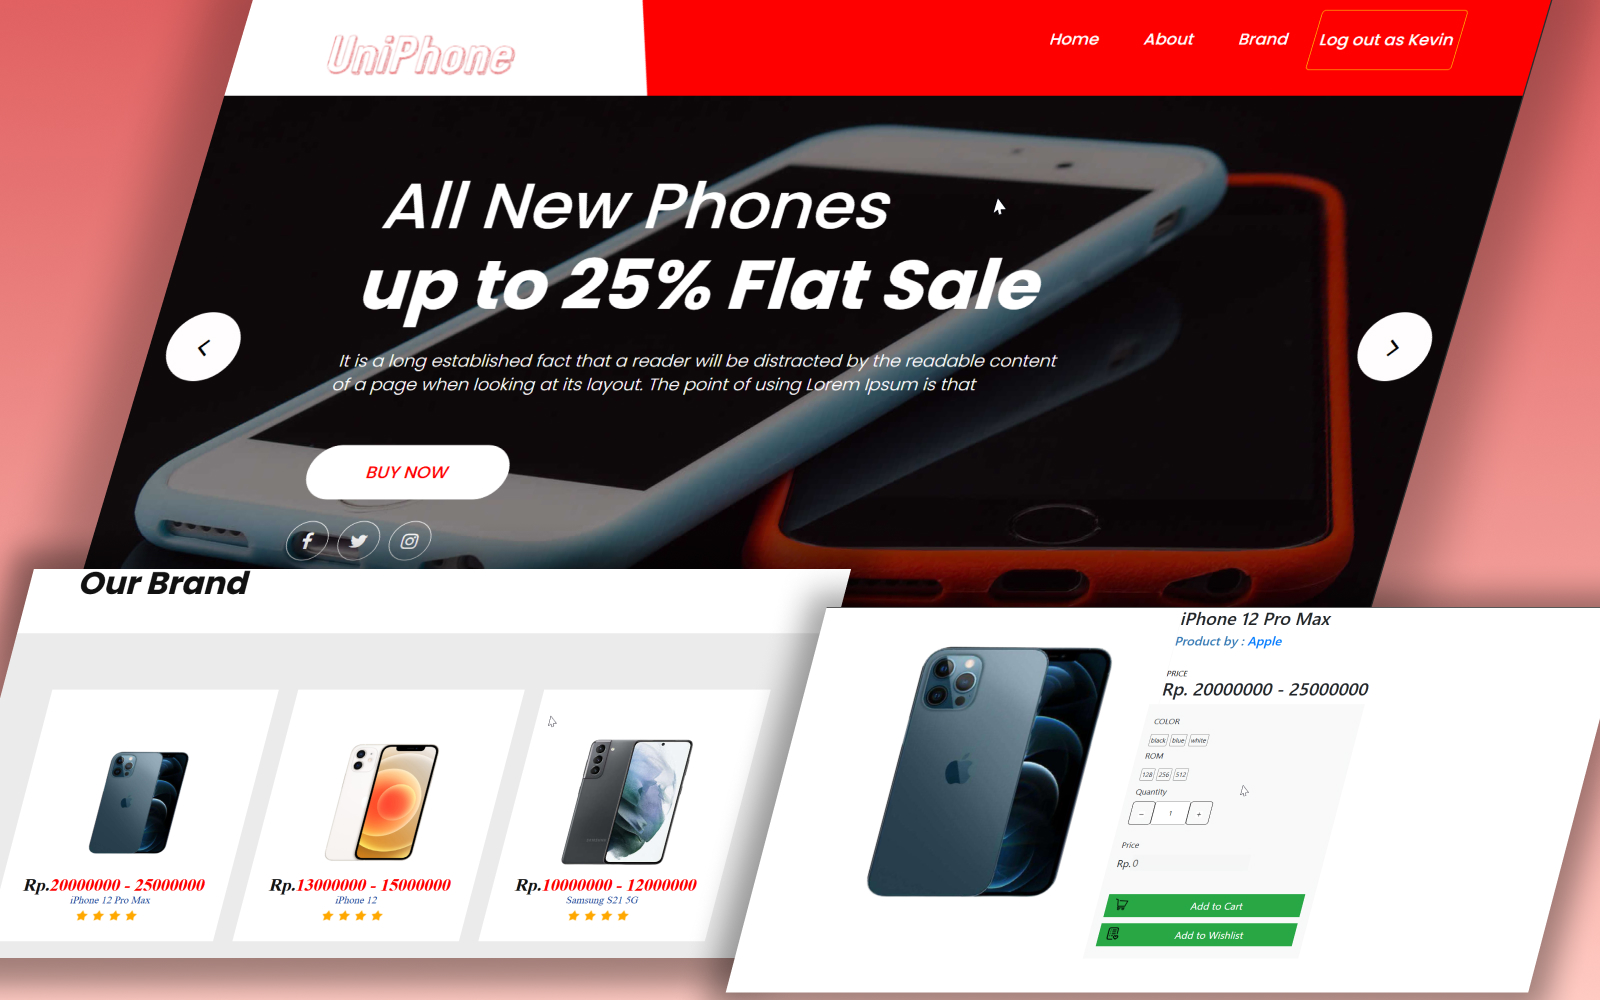 UniPhone
Home About Brand Log out as Kevin
All New Phones
up to 25% Flat Sale
It is a long established fact that a reader will be distracted by the readable content
of a page when looking at its layout. The point of using Lorem Ipsum is that
BUY NOW
Our Brand
Rp.20000000 - 25000000
iPhone 12 Pro Max
Rp.13000000 - 15000000
iPhone 12
Rp.10000000 - 12000000
Samsung S21 5G
iPhone 12 Pro Max
Product by : Apple
PRICE
Rp. 20000000 - 25000000
COLOR
black blue white
ROM
128 256 512
Quantity
− 1 +
Price
Rp. 0
Add to Cart
Add to Wishlist